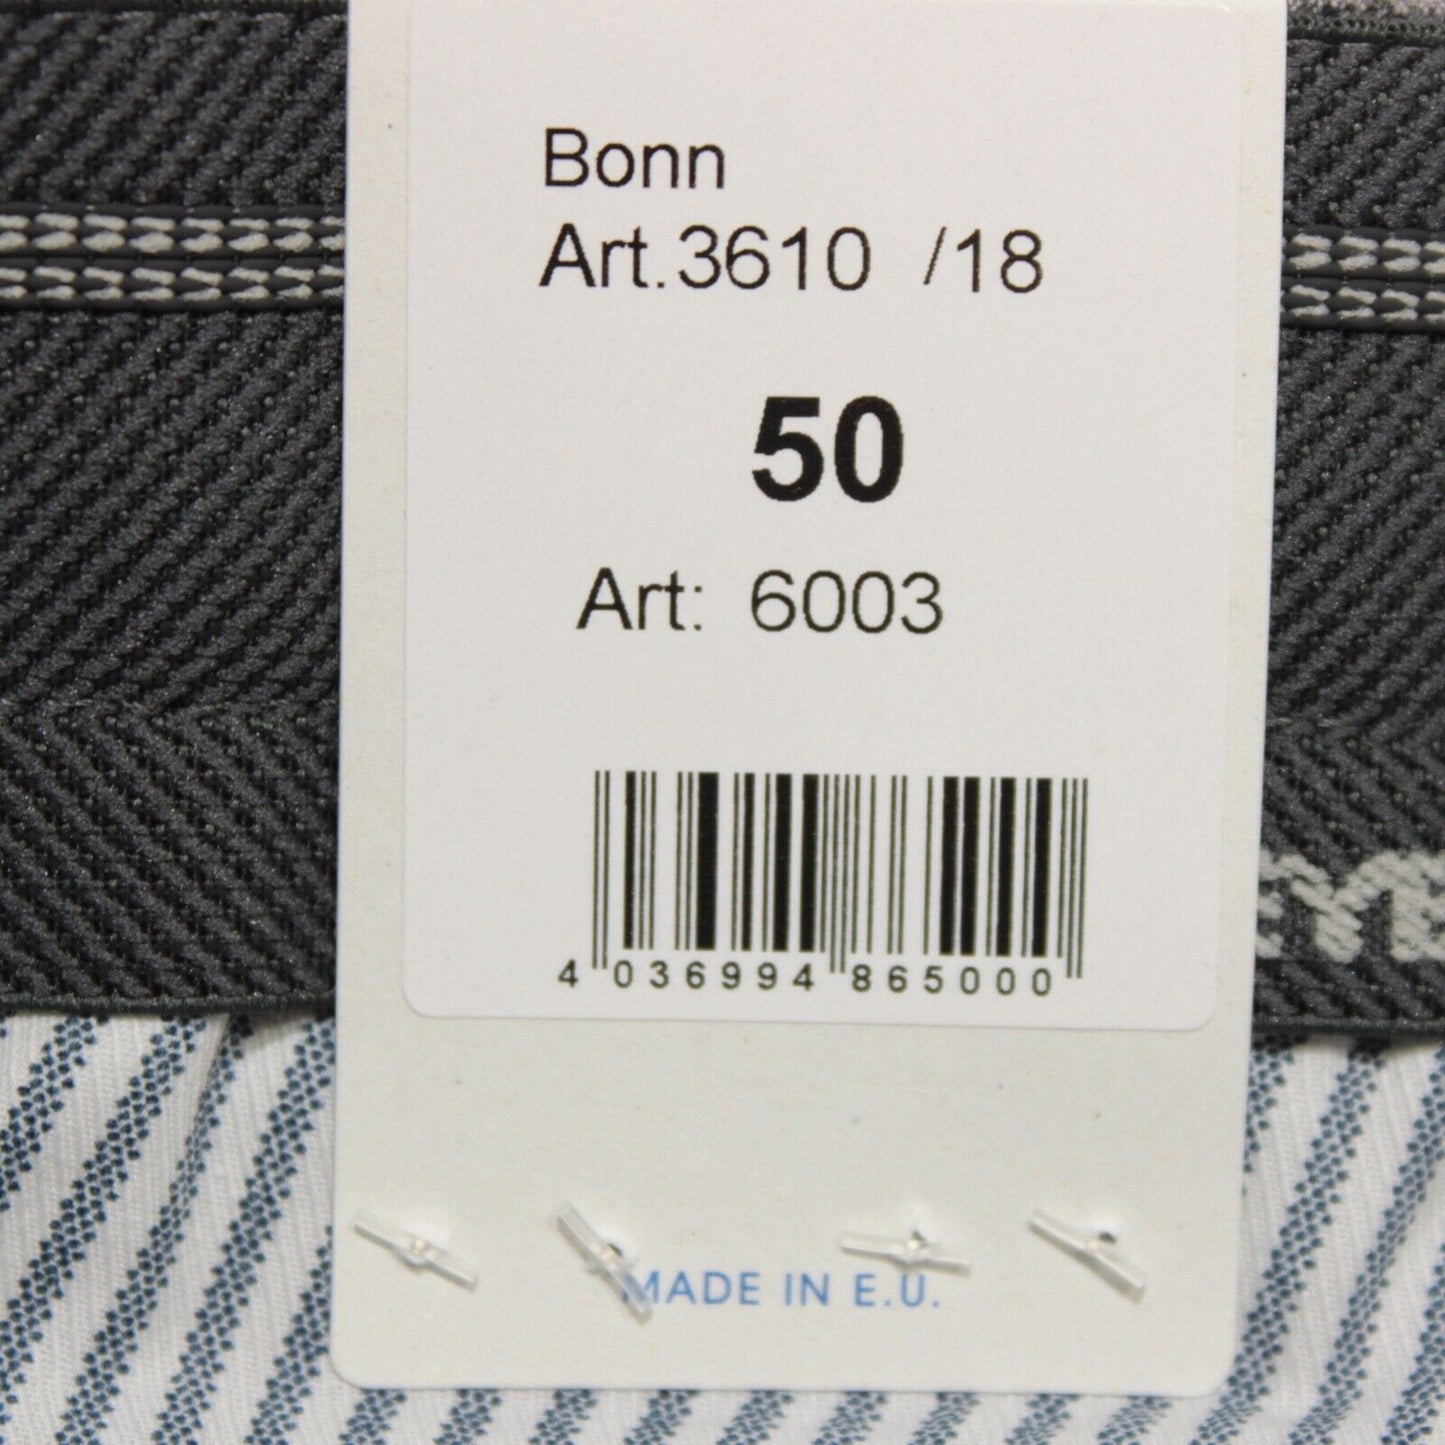 Bonn
Art.3610 /18
50
Art: 6003
4 036994 865000
MADE IN E.U.